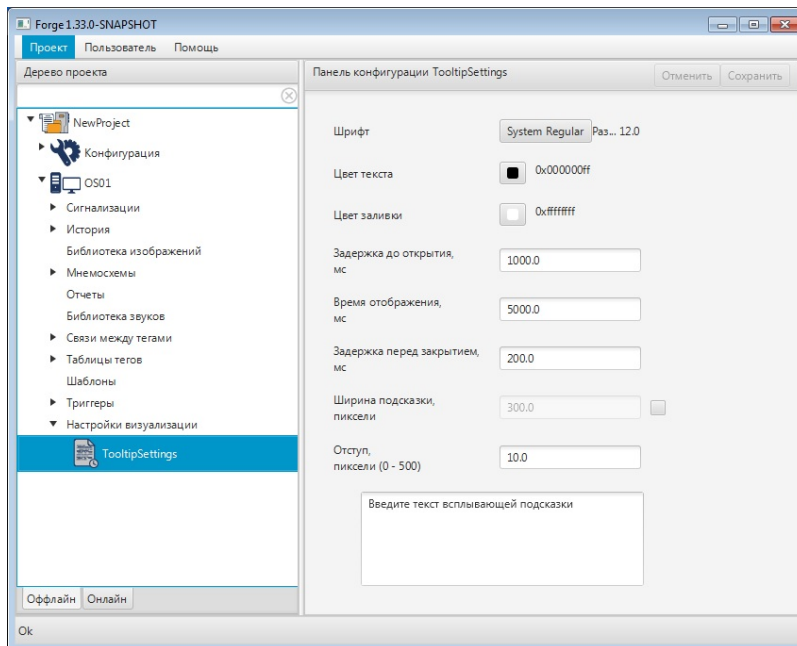 Forge 1.33.0-SNAPSHOT
Проект Пользователь Помощь
Дерево проекта
NewProject
Конфигурация
OS01
Сигнализации
История
Библиотека изображений
Мнемосхемы
Отчеты
Библиотека звуков
Связи между тегами
Таблицы тегов
Шаблоны
Триггеры
Настройки визуализации
TooltipSettings
Оффлайн Онлайн
Ok
Панель конфигурации TooltipSettings Отменить Сохранить
Шрифт System Regular Раз... 12.0
Цвет текста 0x000000ff
Цвет заливки 0xffffffff
Задержка до открытия,
мс
1000.0
Время отображения,
мс
5000.0
Задержка перед закрытием,
мс
200.0
Ширина подсказки,
пиксели
300.0
Отступ,
пиксели (0 - 500)
10.0
Введите текст всплывающей подсказки